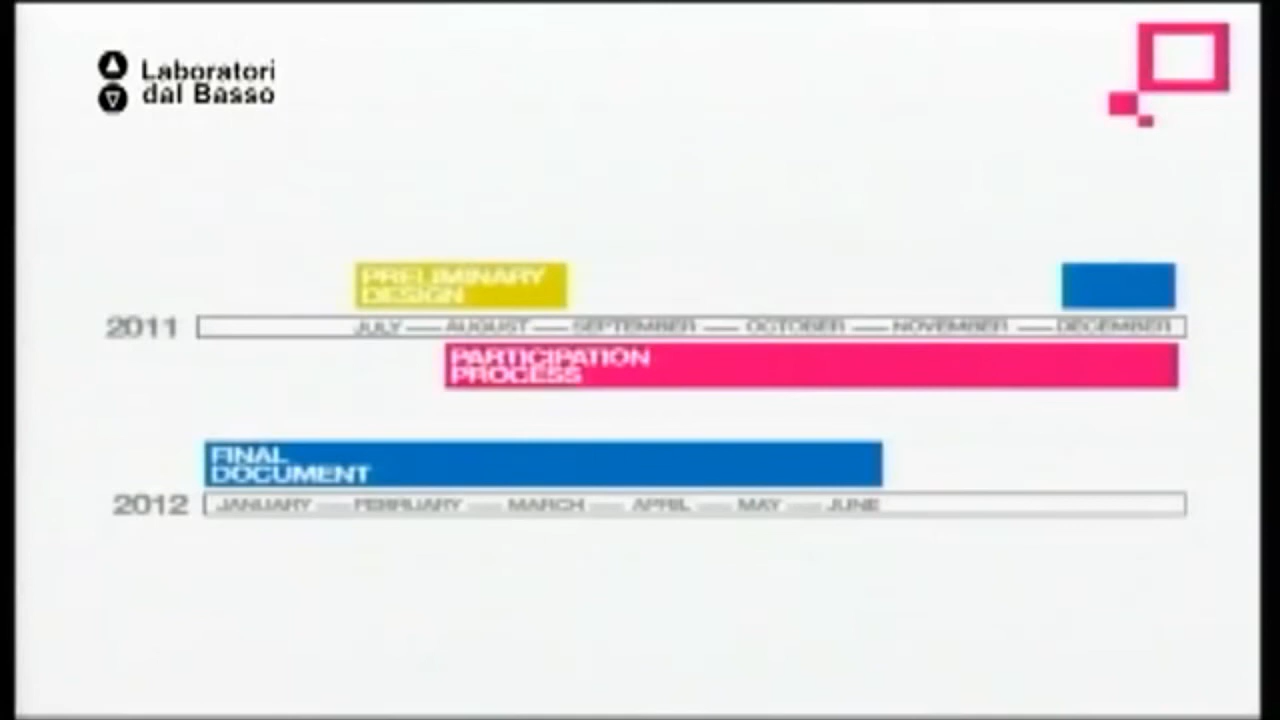 Laboratori
dal Basso
PRELIMINARY
DESIGN
2011 JULY AUGUST SEPTEMBER OCTOBER NOVEMBER DECEMBER
PARTICIPATION
PROCESS
FINAL
DOCUMENT
2012 JANUARY FEBRUARY MARCH APRIL MAY JUNE